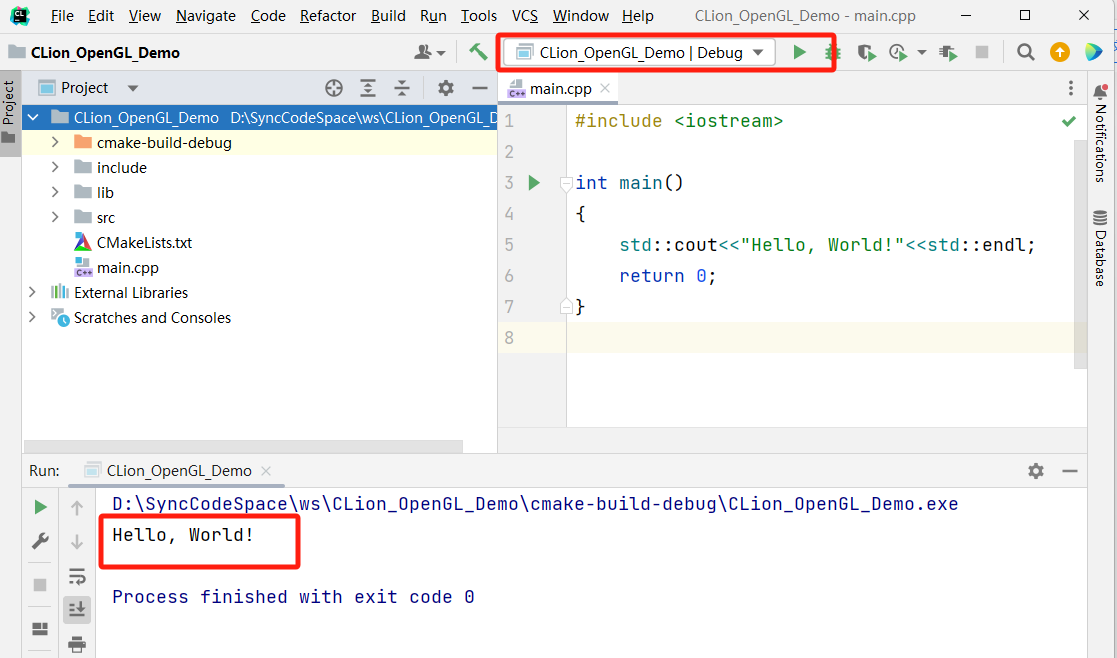 CL File Edit View Navigate Code Refactor Build Run Tools VCS Window Help CLion_OpenGL_Demo - main.cpp
CLion_OpenGL_Demo CLion_OpenGL_Demo | Debug
Project
Project
main.cpp
CLion_OpenGL_Demo D:\SyncCodeSpace\ws\CLion_OpenGL_D
cmake-build-debug
include
lib
src
CMakeLists.txt
main.cpp
External Libraries
Scratches and Consoles
1 #include <iostream>
2
3 int main()
4 {
5 std::cout<<"Hello, World!"<<std::endl;
6 return 0;
7 }
8
Notifications
Database
Run: CLion_OpenGL_Demo
D:\SyncCodeSpace\ws\CLion_OpenGL_Demo\cmake-build-debug\CLion_OpenGL_Demo.exe
Hello, World!
Process finished with exit code 0